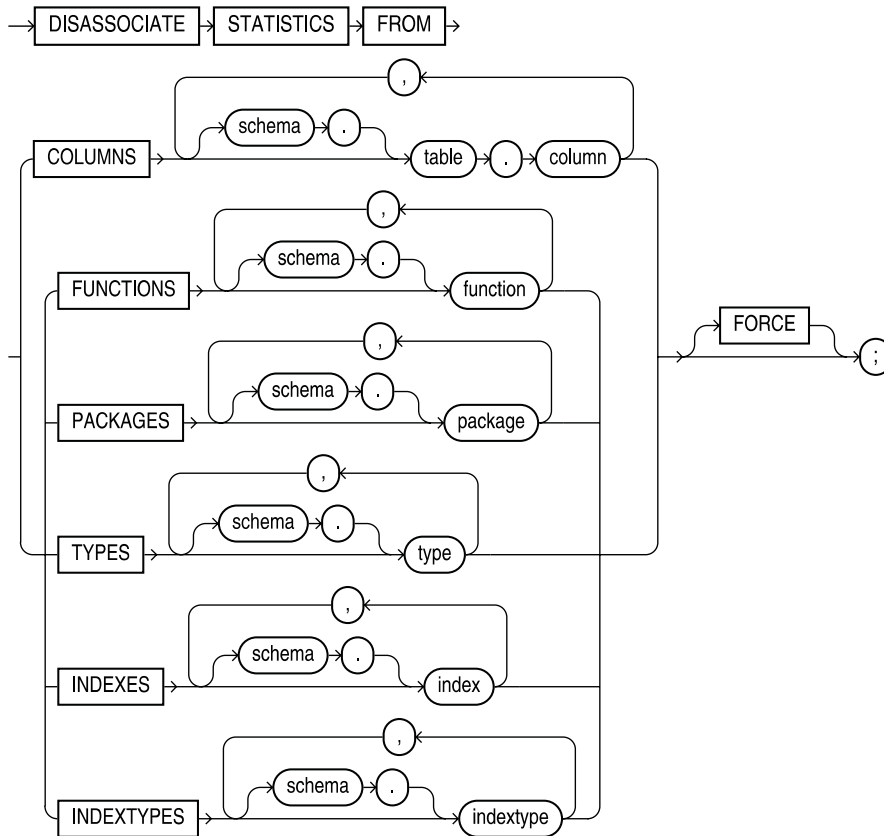 DISASSOCIATE STATISTICS FROM
,
schema .
COLUMNS table . column
,
schema .
FUNCTIONS function
FORCE
;
,
schema .
PACKAGES package
,
schema .
TYPES type
,
schema .
INDEXES index
,
schema .
INDEXTYPES indextype